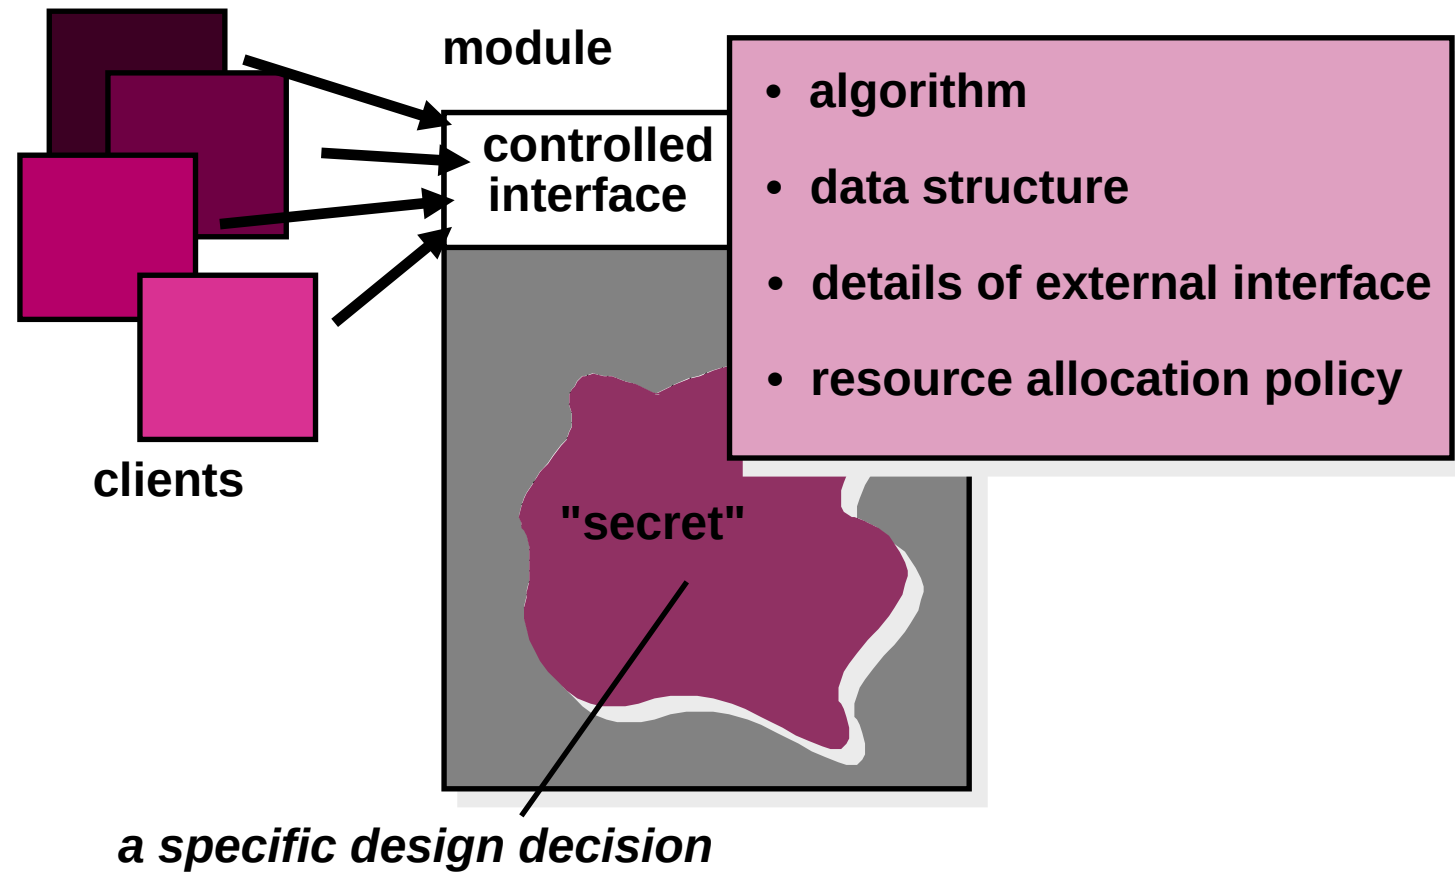 module
controlled
interface
• algorithm
• data structure
• details of external interface
• resource allocation policy
clients
"secret"
a specific design decision